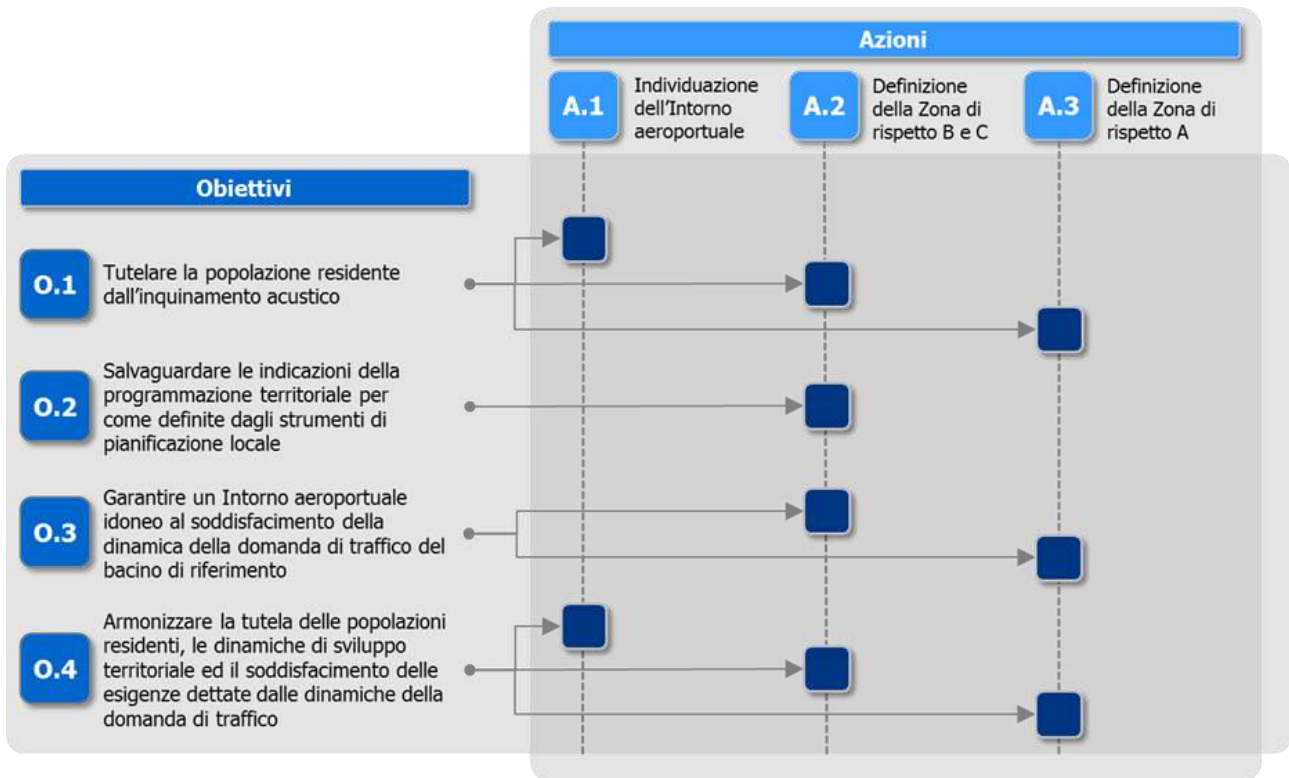 Azioni
A.1
Individuazione
dell'Intorno
aeroportuale
A.2
Definizione
della Zona di
rispetto B e C
A.3
Definizione
della Zona di
rispetto A
Obiettivi
O.1
Tutelare la popolazione residente
dall'inquinamento acustico
O.2
Salvaguardare le indicazioni della
programmazione territoriale per
come definite dagli strumenti di
pianificazione locale
O.3
Garantire un Intorno aeroportuale
idoneo al soddisfacimento della
dinamica della domanda di traffico del
bacino di riferimento
O.4
Armonizzare la tutela delle popolazioni
residenti, le dinamiche di sviluppo
territoriale ed il soddisfacimento delle
esigenze dettate dalle dinamiche della
domanda di traffico